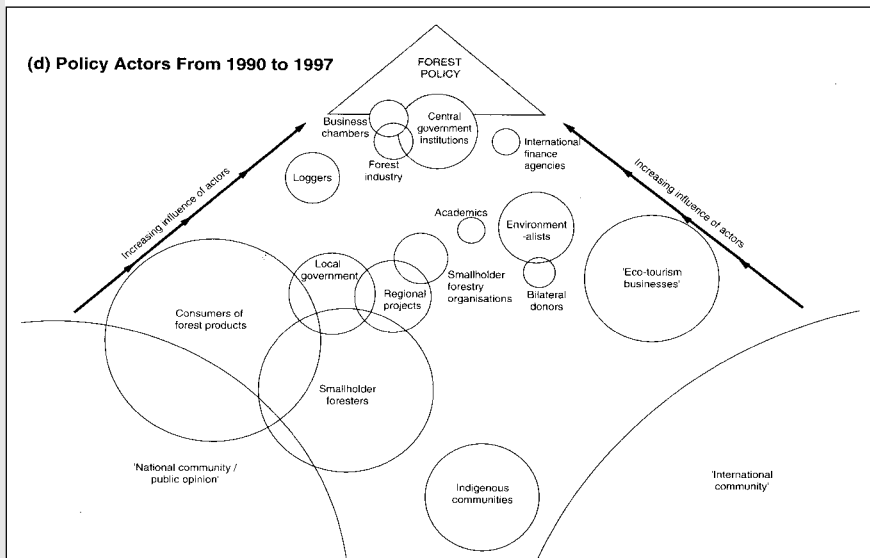 (d) Policy Actors From 1990 to 1997
FOREST
POLICY
Business
chambers
Central
government
institutions
Forest
industry
International
finance
agencies
Loggers
Increasing influence of actors
Increasing influence of actors
Academics
Environment
-alists
Local
government
Regional
projects
Smallholder
forestry
organisations
Bilateral
donors
'Eco-tourism
businesses'
Consumers of
forest products
Smallholder
foresters
'National community /
public opinion'
Indigenous
communities
'International
community'